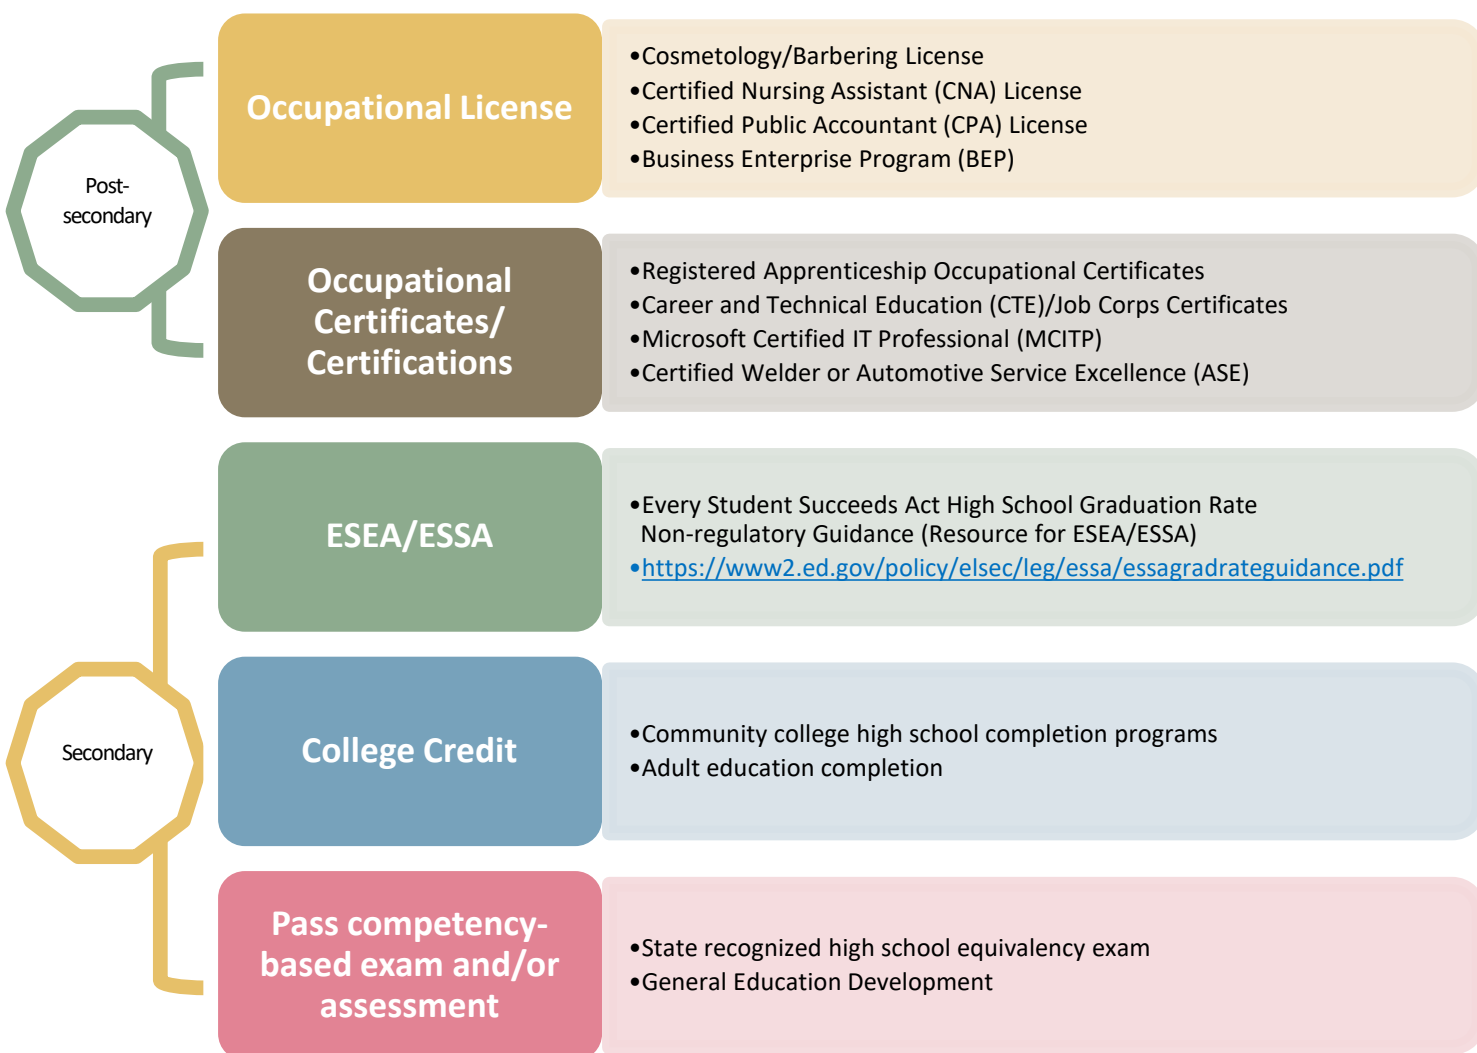 Post-
secondary
Occupational License
•Cosmetology/Barbering License
•Certified Nursing Assistant (CNA) License
•Certified Public Accountant (CPA) License
•Business Enterprise Program (BEP)
Occupational
Certificates/
Certifications
•Registered Apprenticeship Occupational Certificates
•Career and Technical Education (CTE)/Job Corps Certificates
•Microsoft Certified IT Professional (MCITP)
•Certified Welder or Automotive Service Excellence (ASE)
Secondary
ESEA/ESSA
•Every Student Succeeds Act High School Graduation Rate
Non-regulatory Guidance (Resource for ESEA/ESSA)
•https://www2.ed.gov/policy/elsec/leg/essa/essagradrateguidance.pdf
College Credit
•Community college high school completion programs
•Adult education completion
Pass competency-
based exam and/or
assessment
•State recognized high school equivalency exam
•General Education Development